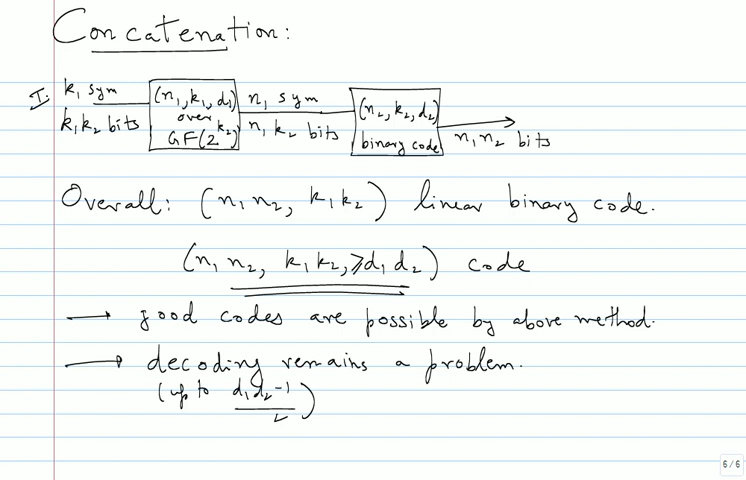 Concatenation:
I. k₁ sym
k₁k₂ bits
(n₁, k₁, d₁)
over
GF(2^k₂)
n₁ sym
n₁ k₂ bits
(n₂, k₂, d₂)
binary code
n₁n₂ bits
Overall: (n₁n₂, k₁k₂) linear binary code.
(n₁n₂, k₁k₂, ≥d₁d₂) code
→ good codes are possible by above method.
→ decoding remains a problem.
(up to (d₁d₂-1)/2)
6/6